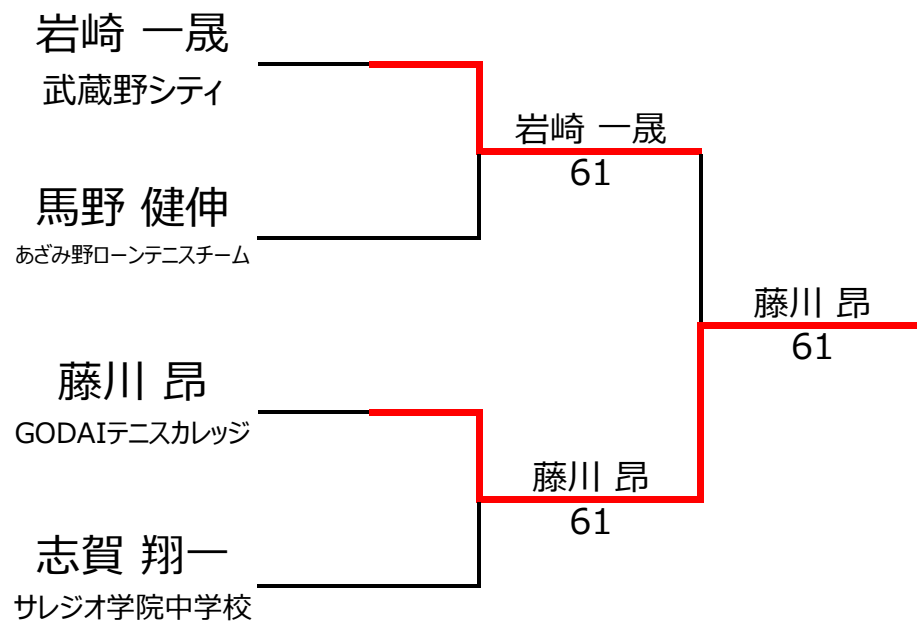 岩崎 一晟
武蔵野シティ
馬野 健伸
あざみ野ローンテニスチーム
藤川 昂
GODAIテニスカレッジ
志賀 翔一
サレジオ学院中学校
岩崎 一晟
61
藤川 昂
61
藤川 昂
61